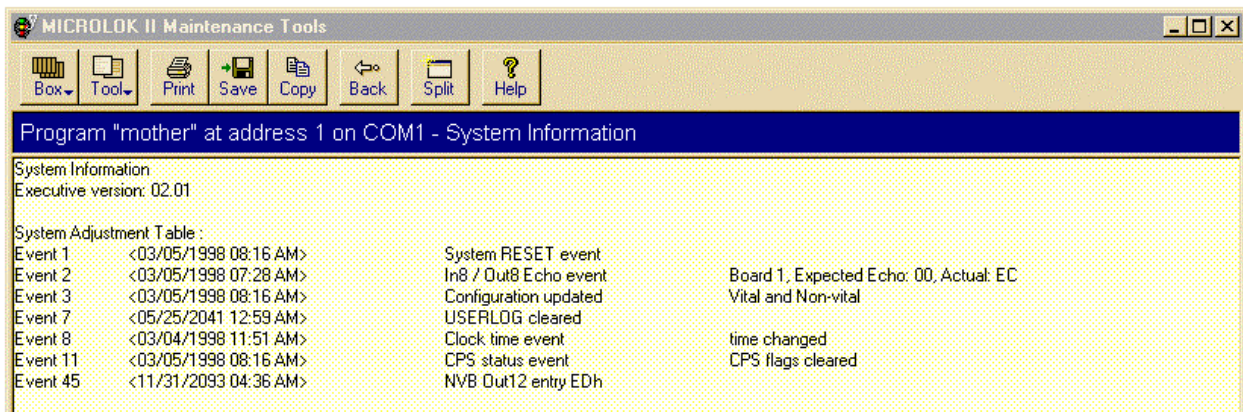 MICROLOK II Maintenance Tools
Box Tool Print Save Copy Back Split Help
Program "mother" at address 1 on COM1 - System Information
System Information
Executive version: 02.01
System Adjustment Table :
Event 1 <03/05/1998 08:16 AM> System RESET event
Event 2 <03/05/1998 07:28 AM> In8 / Out8 Echo event Board 1, Expected Echo: 00, Actual: EC
Event 3 <03/05/1998 08:16 AM> Configuration updated Vital and Non-vital
Event 7 <05/25/2041 12:59 AM> USERLOG cleared
Event 8 <03/04/1998 11:51 AM> Clock time event time changed
Event 11 <03/05/1998 08:16 AM> CPS status event CPS flags cleared
Event 45 <11/31/2093 04:36 AM> NVB Out12 entry EDh